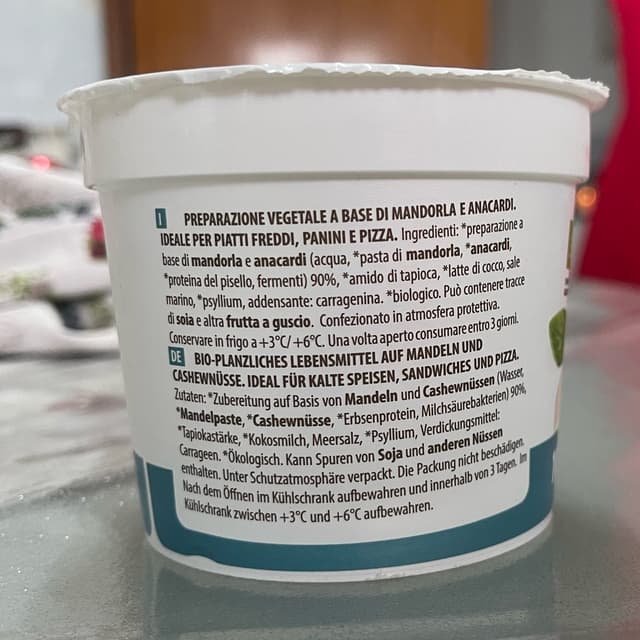 I PREPARAZIONE VEGETALE A BASE DI MANDORLA E ANACARDI.
IDEALE PER PIATTI FREDDI, PANINI E PIZZA. Ingredienti: *preparazione a
base di mandorla e anacardi (acqua, *pasta di mandorla, *anacardi,
*proteina del pisello, fermenti) 90%, *amido di tapioca, *latte di cocco, sale
marino, *psyllium, addensante: carragenina. *biologico. Può contenere tracce
di soia e altra frutta a guscio. Confezionato in atmosfera protettiva.
Conservare in frigo a +3°C/ +6°C. Una volta aperto consumare entro 3 giorni.
DE BIO-PLANZLICHES LEBENSMITTEL AUF MANDELN UND
CASHEWNÜSSE. IDEAL FÜR KALTE SPEISEN, SANDWICHES UND PIZZA.
Zutaten: *Zubereitung auf Basis von Mandeln und Cashewnüssen (Wasser,
*Mandelpaste, *Cashewnüsse, *Erbsenprotein, Milchsäurebakterien) 90%,
*Tapiokastärke, *Kokosmilch, Meersalz, *Psyllium, Verdickungsmittel:
Carrageen. *Ökologisch. Kann Spuren von Soja und anderen Nüssen
enthalten. Unter Schutzatmosphäre verpackt. Die Packung nicht beschädigen.
Nach dem Öffnen im Kühlschrank aufbewahren und innerhalb von 3 Tagen. Im
Kühlschrank zwischen +3°C und +6°C aufbewahren.